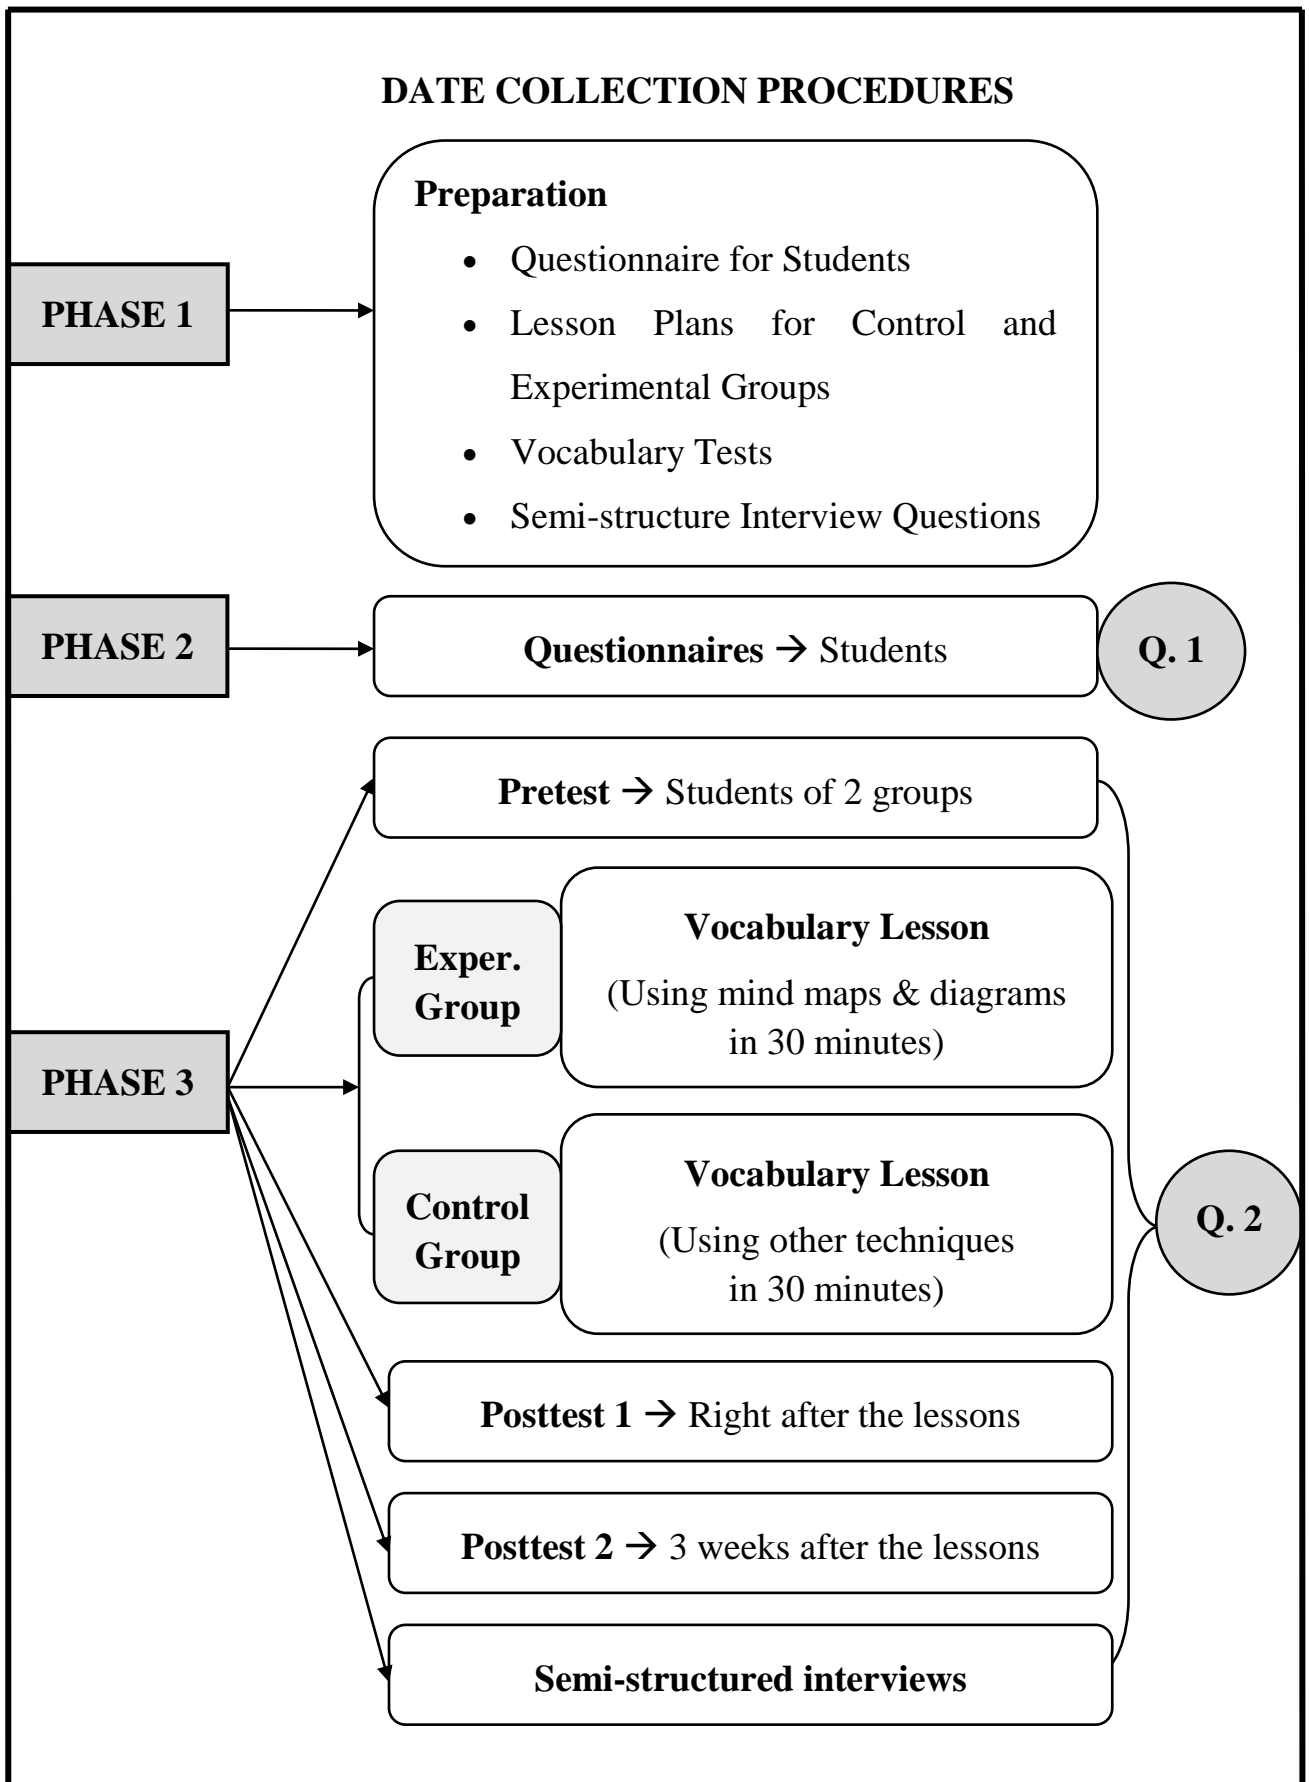 DATE COLLECTION PROCEDURES
PHASE 1
Preparation
• Questionnaire for Students
• Lesson Plans for Control and
Experimental Groups
• Vocabulary Tests
• Semi-structure Interview Questions
PHASE 2
Questionnaires → Students
Q. 1
PHASE 3
Pretest → Students of 2 groups
Exper.
Group
Vocabulary Lesson
(Using mind maps & diagrams
in 30 minutes)
Control
Group
Vocabulary Lesson
(Using other techniques
in 30 minutes)
Q. 2
Posttest 1 → Right after the lessons
Posttest 2 → 3 weeks after the lessons
Semi-structured interviews